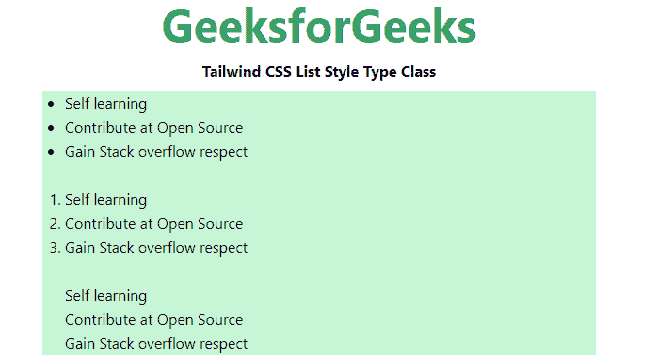 GeeksforGeeks
Tailwind CSS List Style Type Class
• Self learning
• Contribute at Open Source
• Gain Stack overflow respect
1. Self learning
2. Contribute at Open Source
3. Gain Stack overflow respect
Self learning
Contribute at Open Source
Gain Stack overflow respect